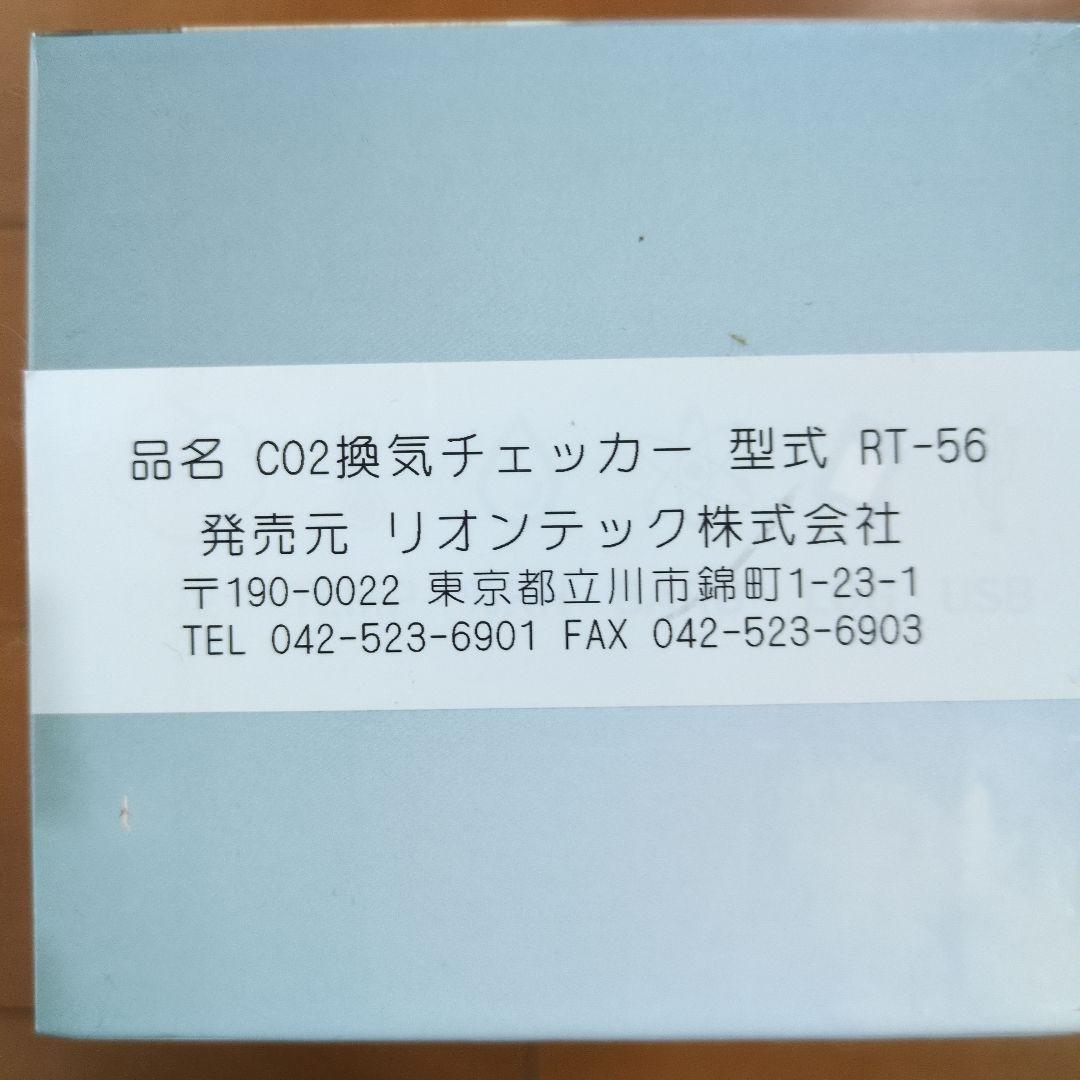 品名 CO2換気チェッカー 型式 RT-56
発売元 リオンテック株式会社
〒190-0022 東京都立川市錦町1-23-1
TEL 042-523-6901 FAX 042-523-6903
USB